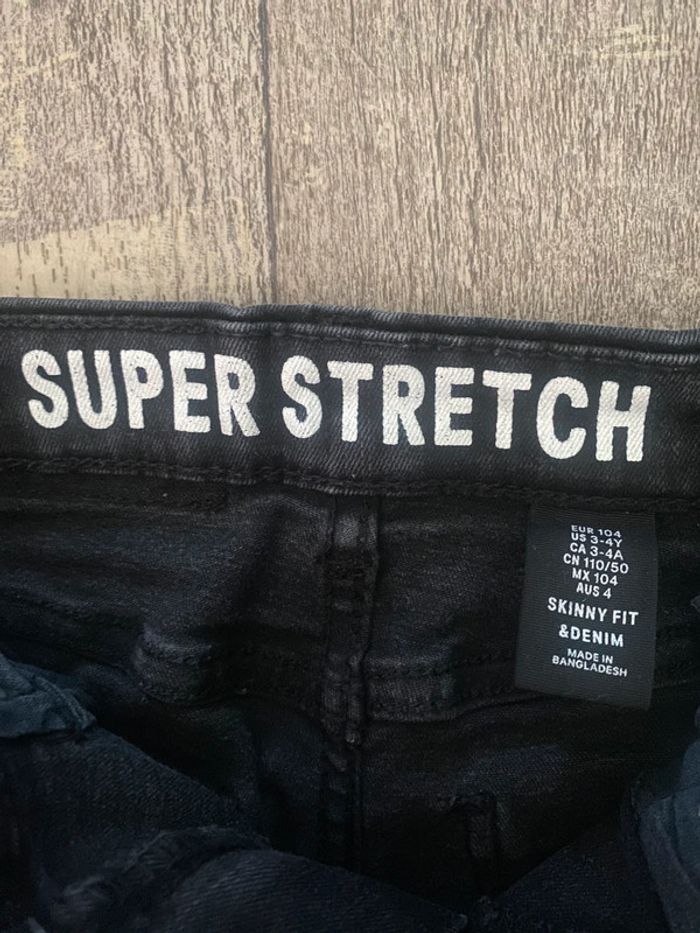 SUPER STRETCH
EUR 104
US 3-4Y
CA 3-4A
CN 110/50
MX 104
AUS 4
SKINNY FIT
&DENIM
MADE IN
BANGLADESH